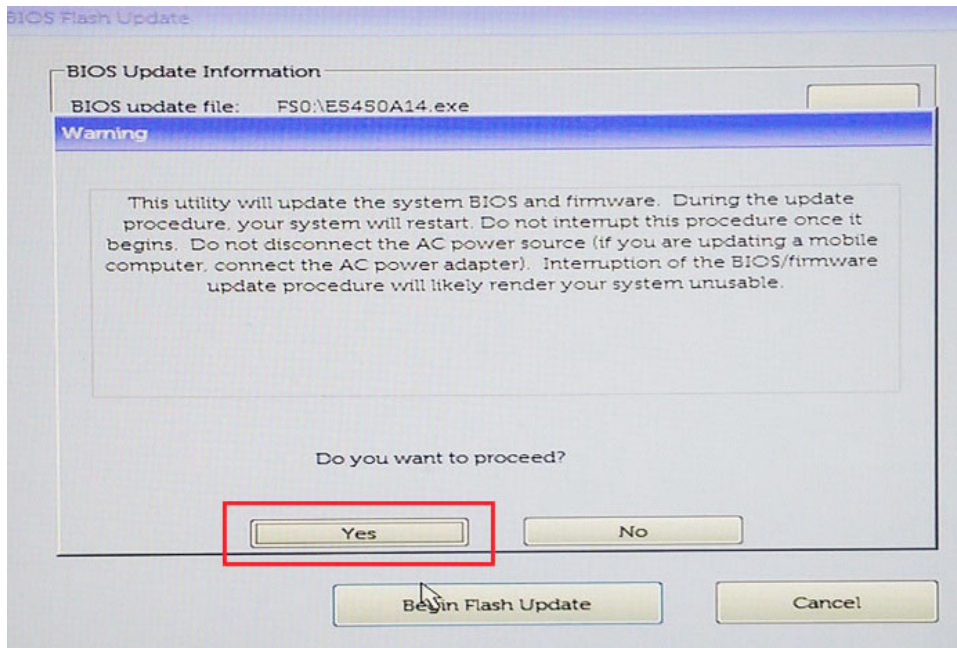 BIOS Flash Update
BIOS Update Information
BIOS update file: FS0:\E5450A14.exe
Warning
This utility will update the system BIOS and firmware. During the update
procedure, your system will restart. Do not interrupt this procedure once it
begins. Do not disconnect the AC power source (if you are updating a mobile
computer, connect the AC power adapter). Interruption of the BIOS/firmware
update procedure will likely render your system unusable.
Do you want to proceed?
Yes No
Begin Flash Update Cancel